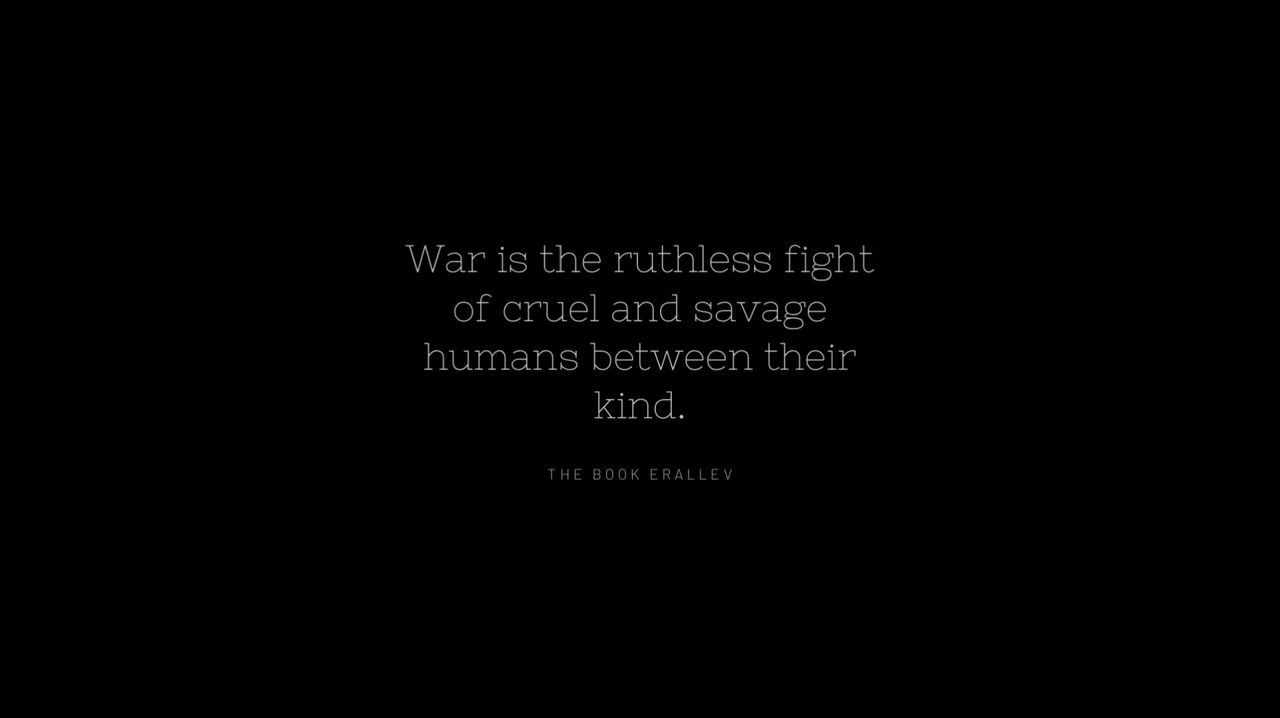 War is the ruthless fight
of cruel and savage
humans between their
kind.
THE BOOK ERALLEV